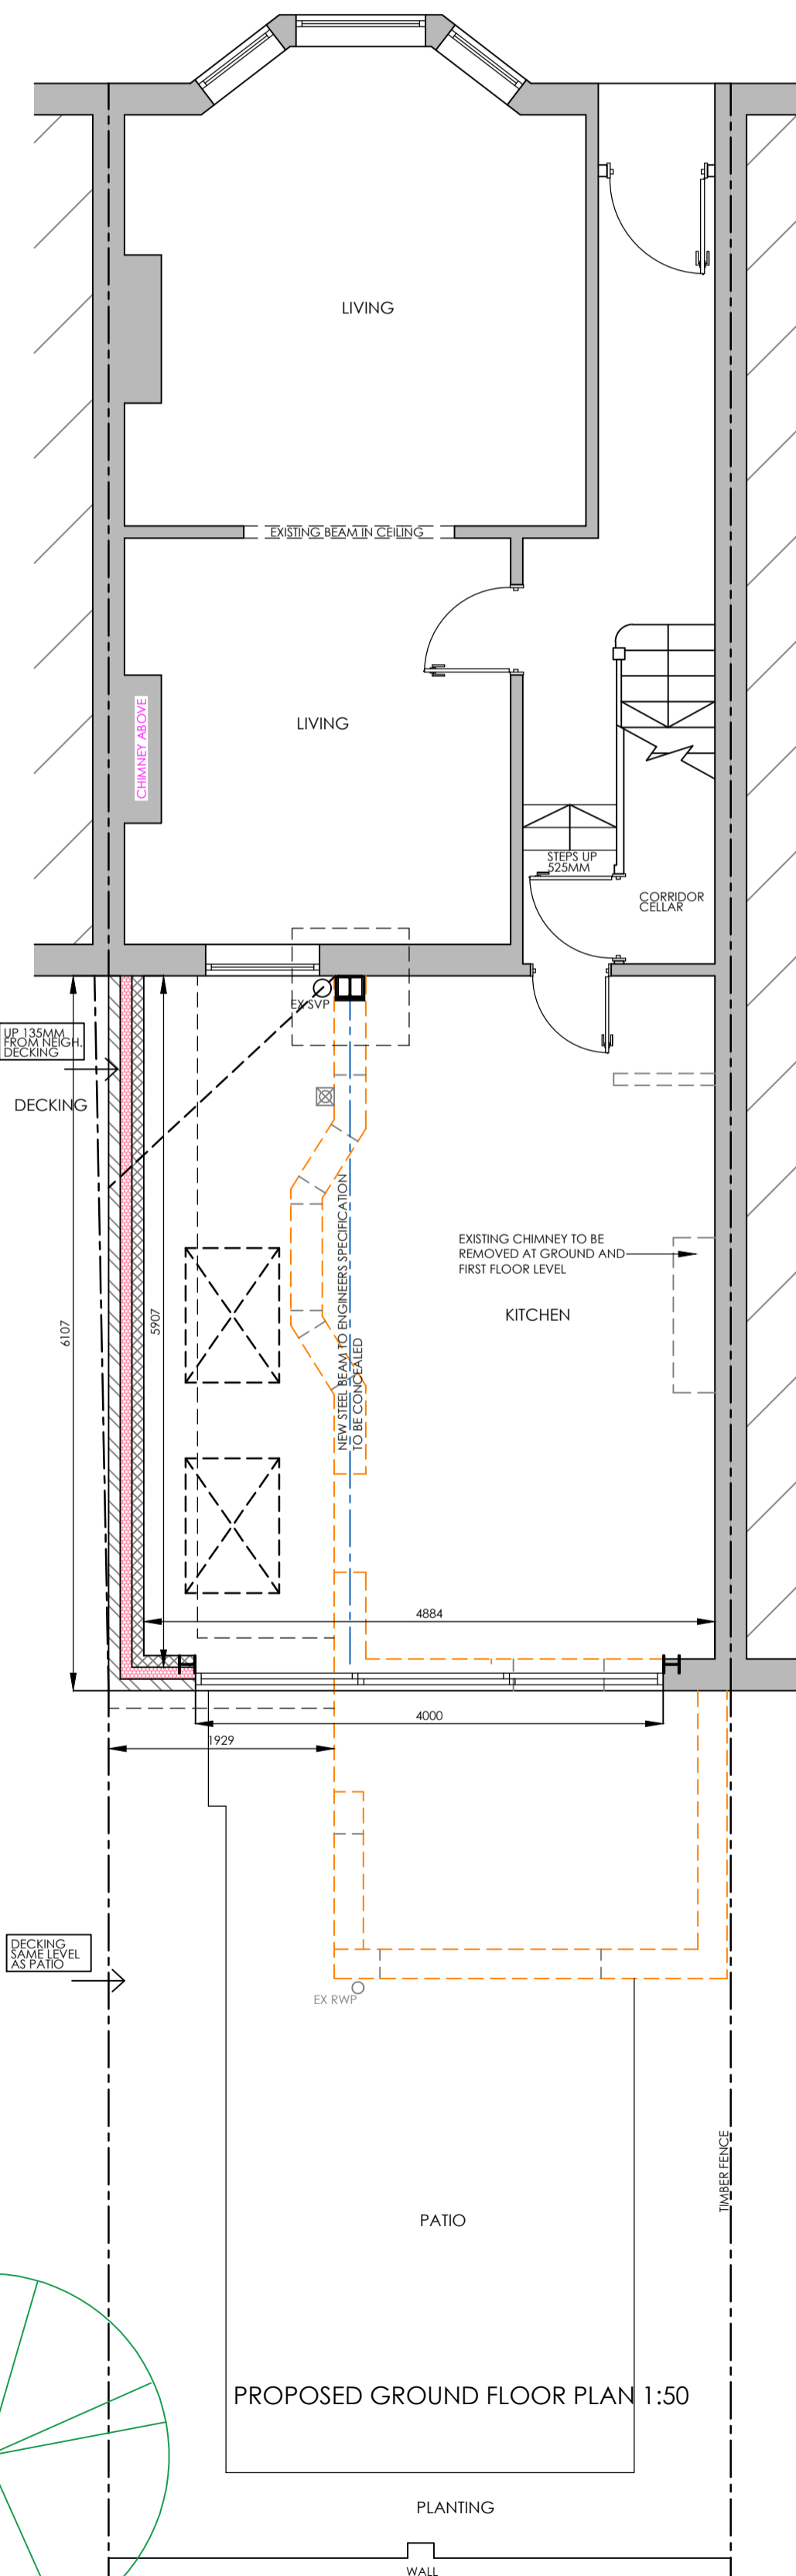 LIVING
EXISTING BEAM IN CEILING
LIVING
CHIMNEY ABOVE
STEPS UP
525MM
CORRIDOR
CELLAR
EX SVP
UP 135MM
FROM NEIGH.
DECKING
DECKING
6107
5907
NEW STEEL BEAM TO ENGINEERS SPECIFICATION
TO BE CONCEALED
EXISTING CHIMNEY TO BE
REMOVED AT GROUND AND
FIRST FLOOR LEVEL
KITCHEN
4884
4000
1929
DECKING
SAME LEVEL
AS PATIO
EX RWP
TIMBER FENCE
PATIO
PROPOSED GROUND FLOOR PLAN 1:50
PLANTING
WALL